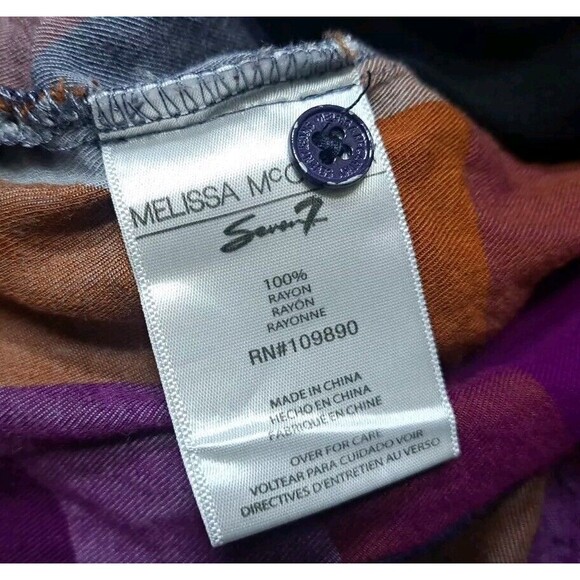 MELISSA McC
Seven7
100%
RAYON
RAYÓN
RAYONNE
RN#109890
MADE IN CHINA
HECHO EN CHINA
FABRIQUÉ EN CHINE
OVER FOR CARE
VOLTEAR PARA CUIDADO VOIR
DIRECTIVES D'ENTRETIEN AU VERSO